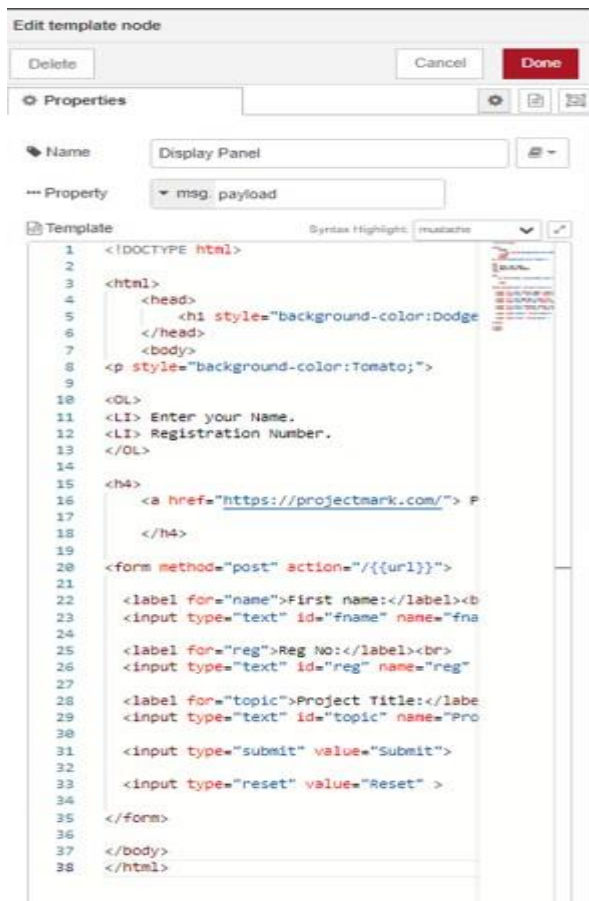 Edit template node
Delete Cancel Done
Properties
Name Display Panel
Property msg. payload
Template Syntax Highlight: mustache
1 <!DOCTYPE html>
2
3 <html>
4 <head>
5 <h1 style="background-color:Dodge
6 </head>
7 <body>
8 <p style="background-color:Tomato;">
9
10 <OL>
11 <LI> Enter your Name.
12 <LI> Registration Number.
13 </OL>
14
15 <h4>
16 <a href="https://projectmark.com/"> P
17
18 </h4>
19
20 <form method="post" action="/{{url}}">
21
22 <label for="name">First name:</label><b
23 <input type="text" id="fname" name="fna
24
25 <label for="reg">Reg No:</label><br>
26 <input type="text" id="reg" name="reg"
27
28 <label for="topic">Project Title:</labe
29 <input type="text" id="topic" name="Pro
30
31 <input type="submit" value="Submit">
32
33 <input type="reset" value="Reset" >
34
35 </form>
36
37 </body>
38 </html>